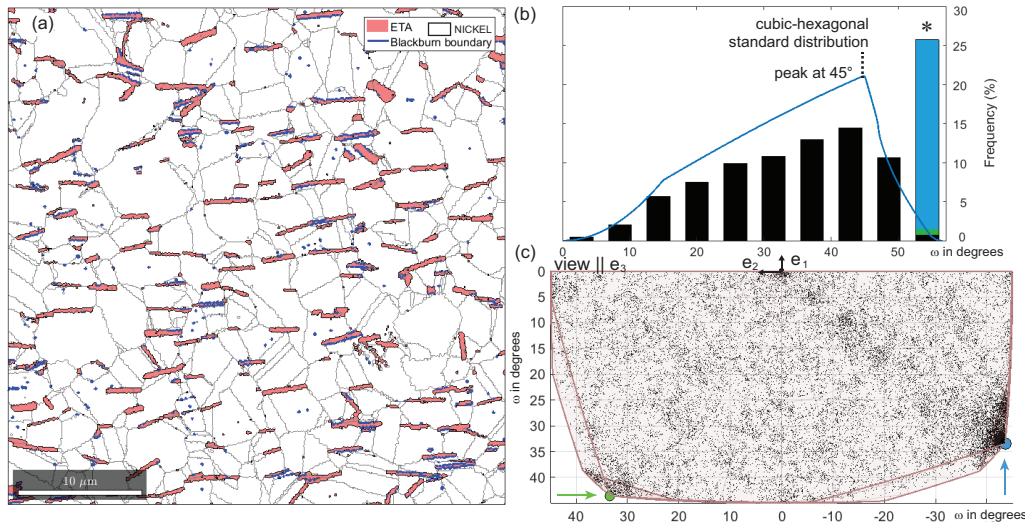 (a)
ETA
NICKEL
Blackburn boundary
10 μm
(b)
cubic-hexagonal
standard distribution
peak at 45°
*
30
25
20
15
10
5
0
Frequency (%)
0 10 20 30 40 50 ω in degrees
(c)
view || e3
e2
e1
0
5
10
15
20
25
30
35
40
ω in degrees
40 30 20 10 0 -10 -20 -30 ω in degrees